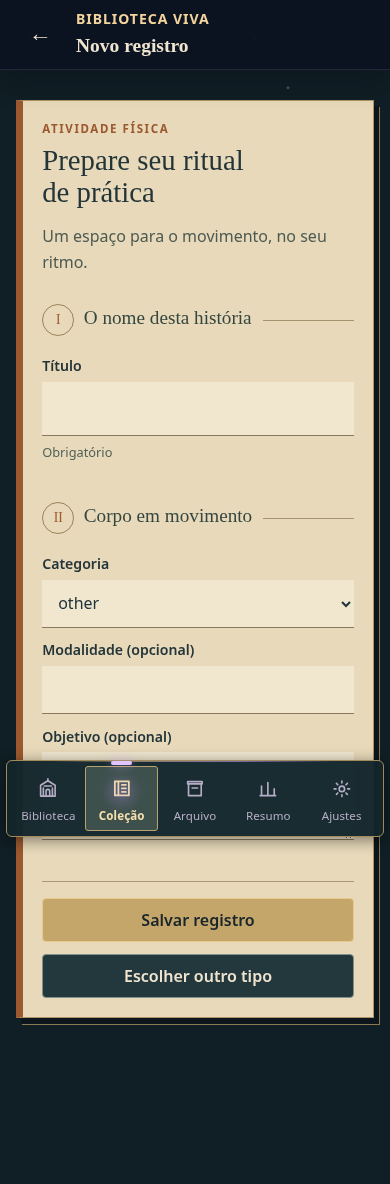 ←
BIBLIOTECA VIVA
Novo registro
ATIVIDADE FÍSICA
Prepare seu ritual
de prática
Um espaço para o movimento, no seu
ritmo.
I
O nome desta história
Título
Obrigatório
II
Corpo em movimento
Categoria
other
Modalidade (opcional)
Objetivo (opcional)
Biblioteca
Coleção
Arquivo
Resumo
Ajustes
Salvar registro
Escolher outro tipo